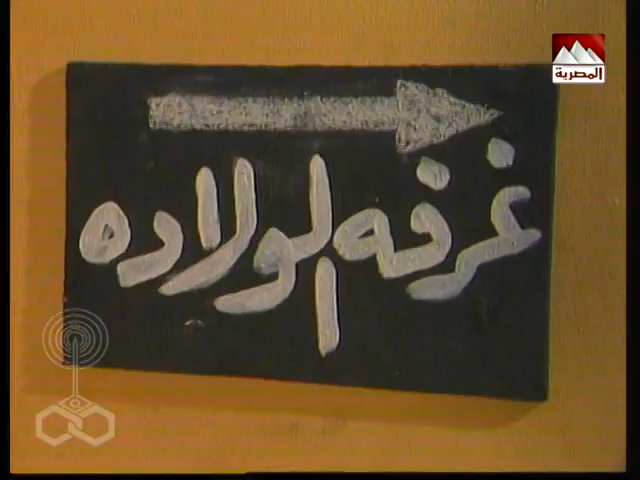 المصرية
غرفه الولاده